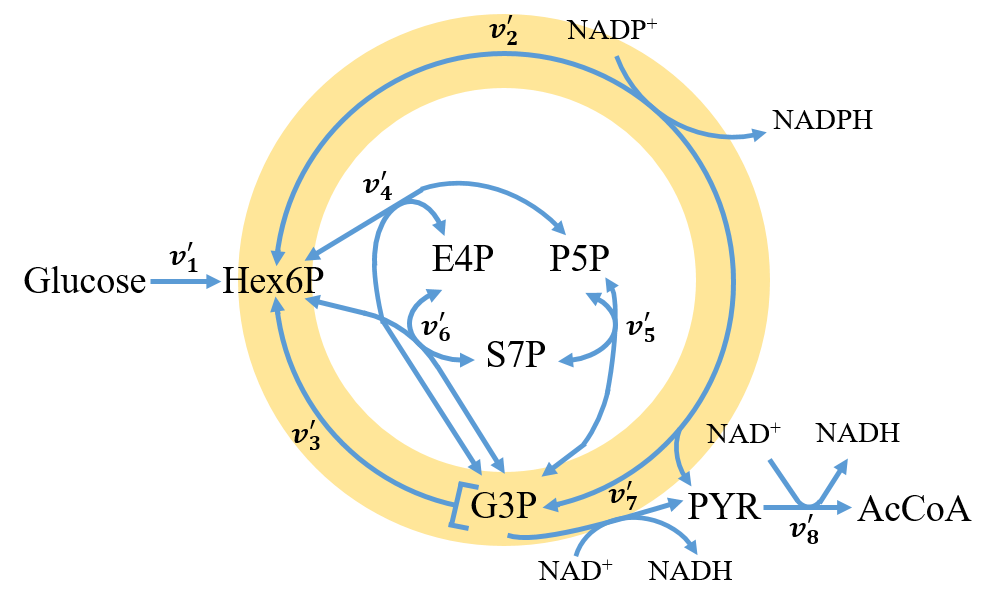 v′₂
NADP⁺
NADPH
v′₄
E4P
P5P
v′₁
Glucose
Hex6P
v′₆
v′₅
S7P
v′₃
NAD⁺
NADH
v′₇
G3P
PYR
AcCoA
v′₈
NAD⁺
NADH